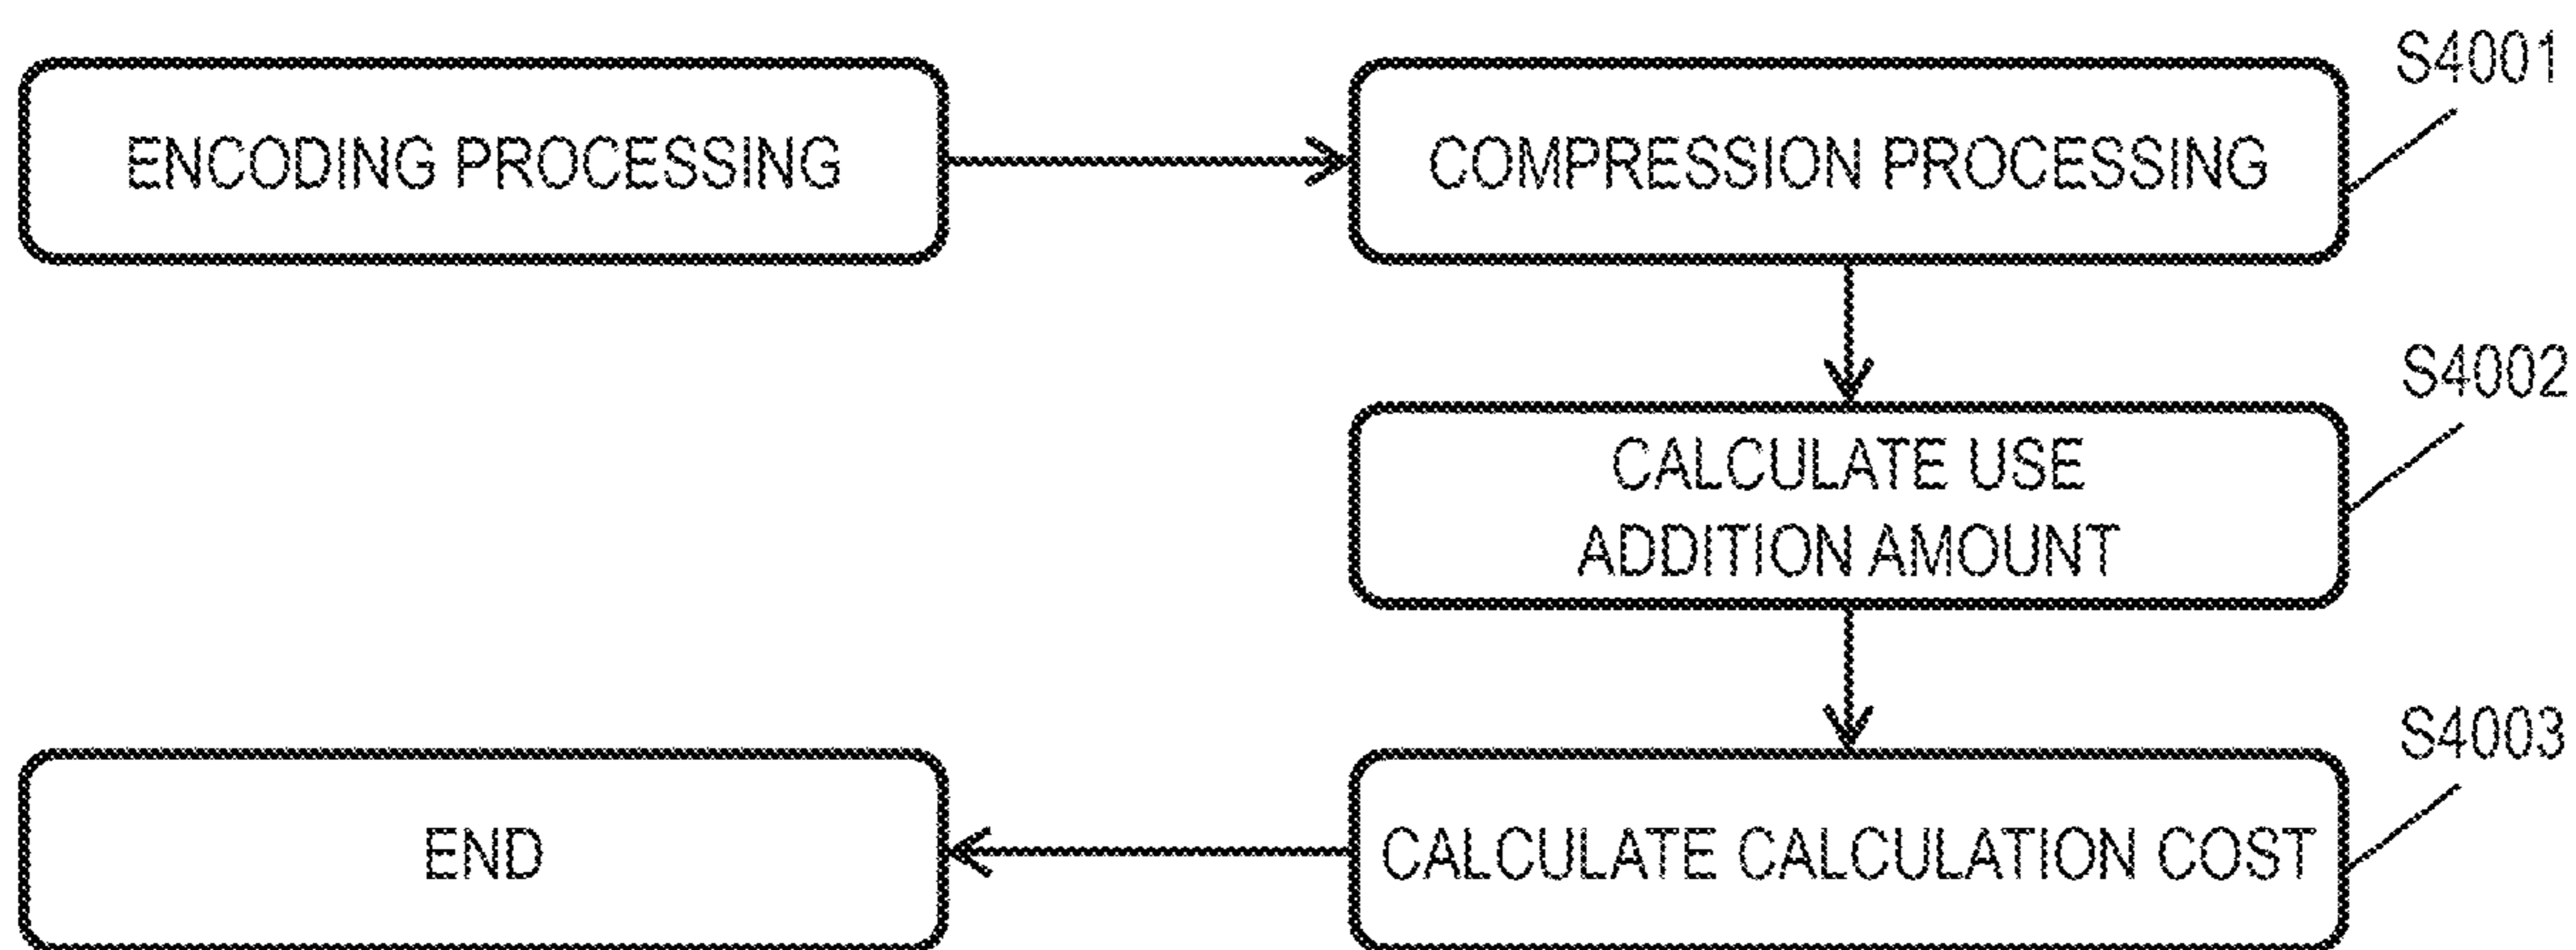 S4001
ENCODING PROCESSING
COMPRESSION PROCESSING
S4002
CALCULATE USE
ADDITION AMOUNT
S4003
END
CALCULATE CALCULATION COST